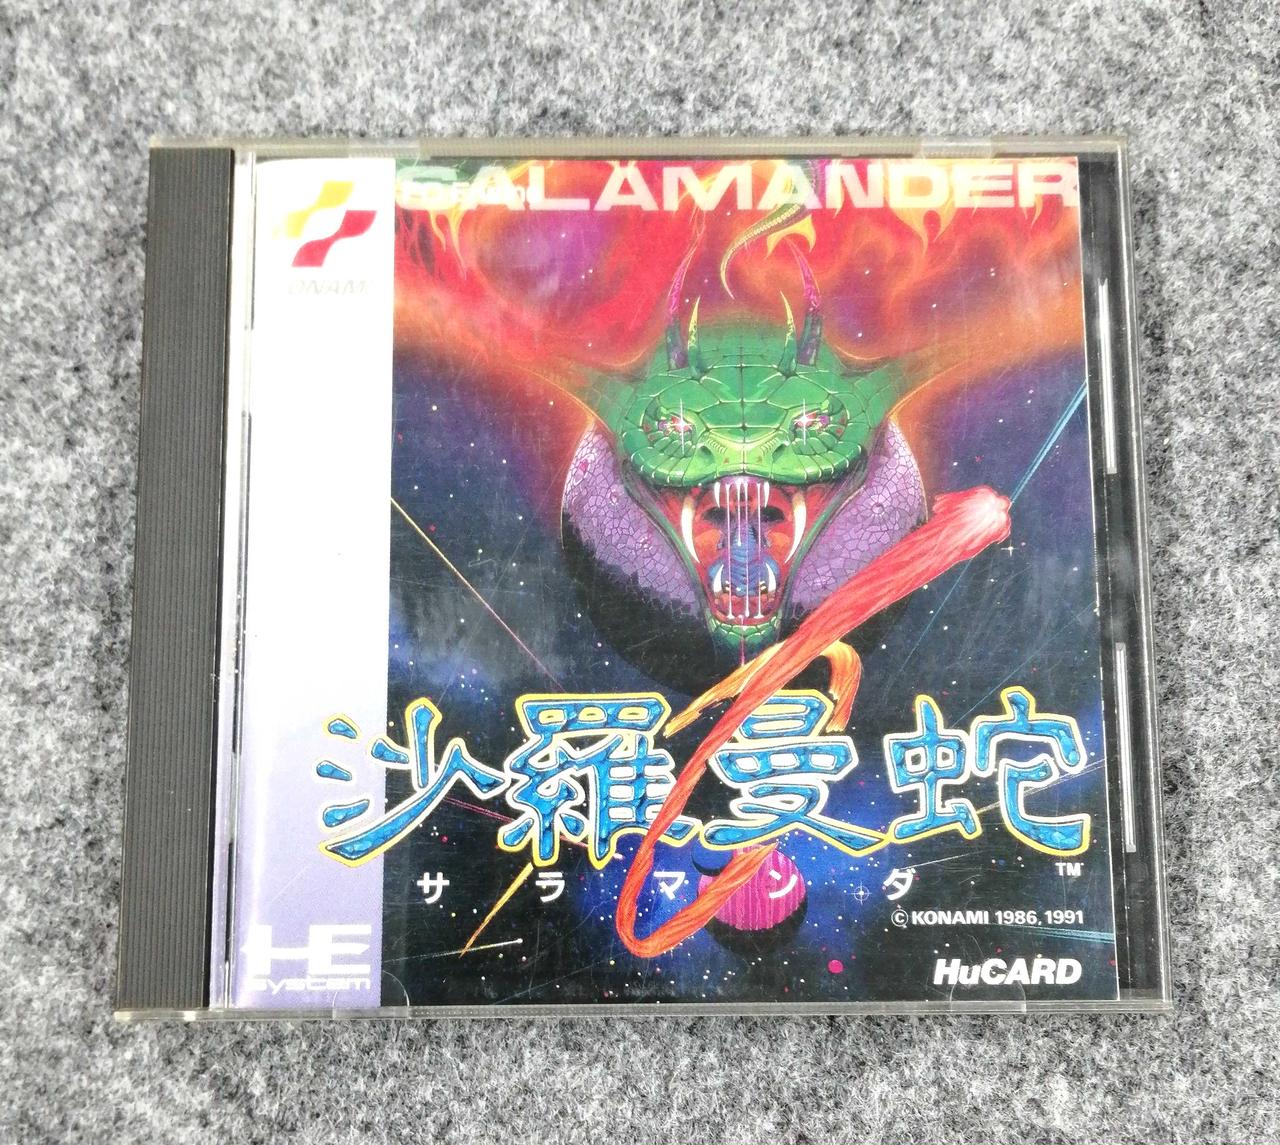 SALAMANDER
KONAMI
沙羅曼蛇
TM
サラマンダ
© KONAMI 1986, 1991
HE
system
HuCARD